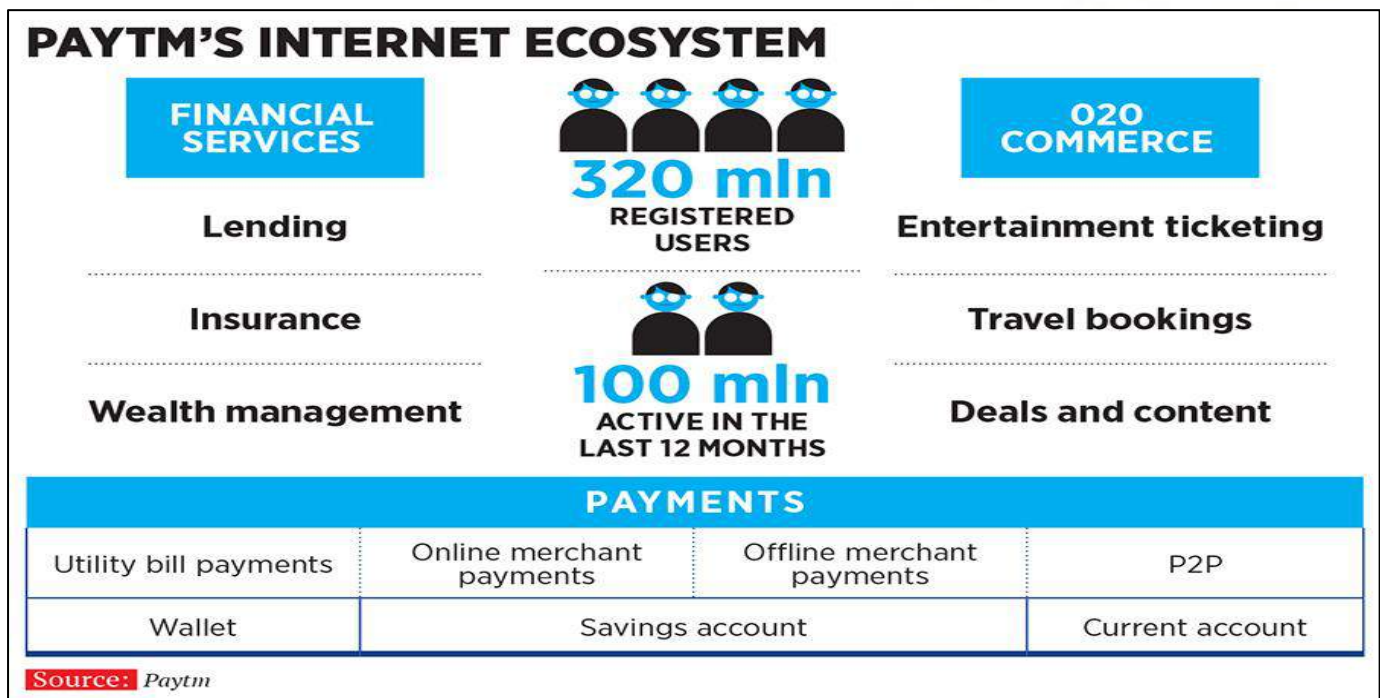 PAYTM'S INTERNET ECOSYSTEM
FINANCIAL
SERVICES
Lending
Insurance
Wealth management
320 mln
REGISTERED
USERS
100 mln
ACTIVE IN THE
LAST 12 MONTHS
020
COMMERCE
Entertainment ticketing
Travel bookings
Deals and content
PAYMENTS
Utility bill payments
Online merchant
payments
Offline merchant
payments
P2P
Wallet
Savings account
Current account
Source: Paytm